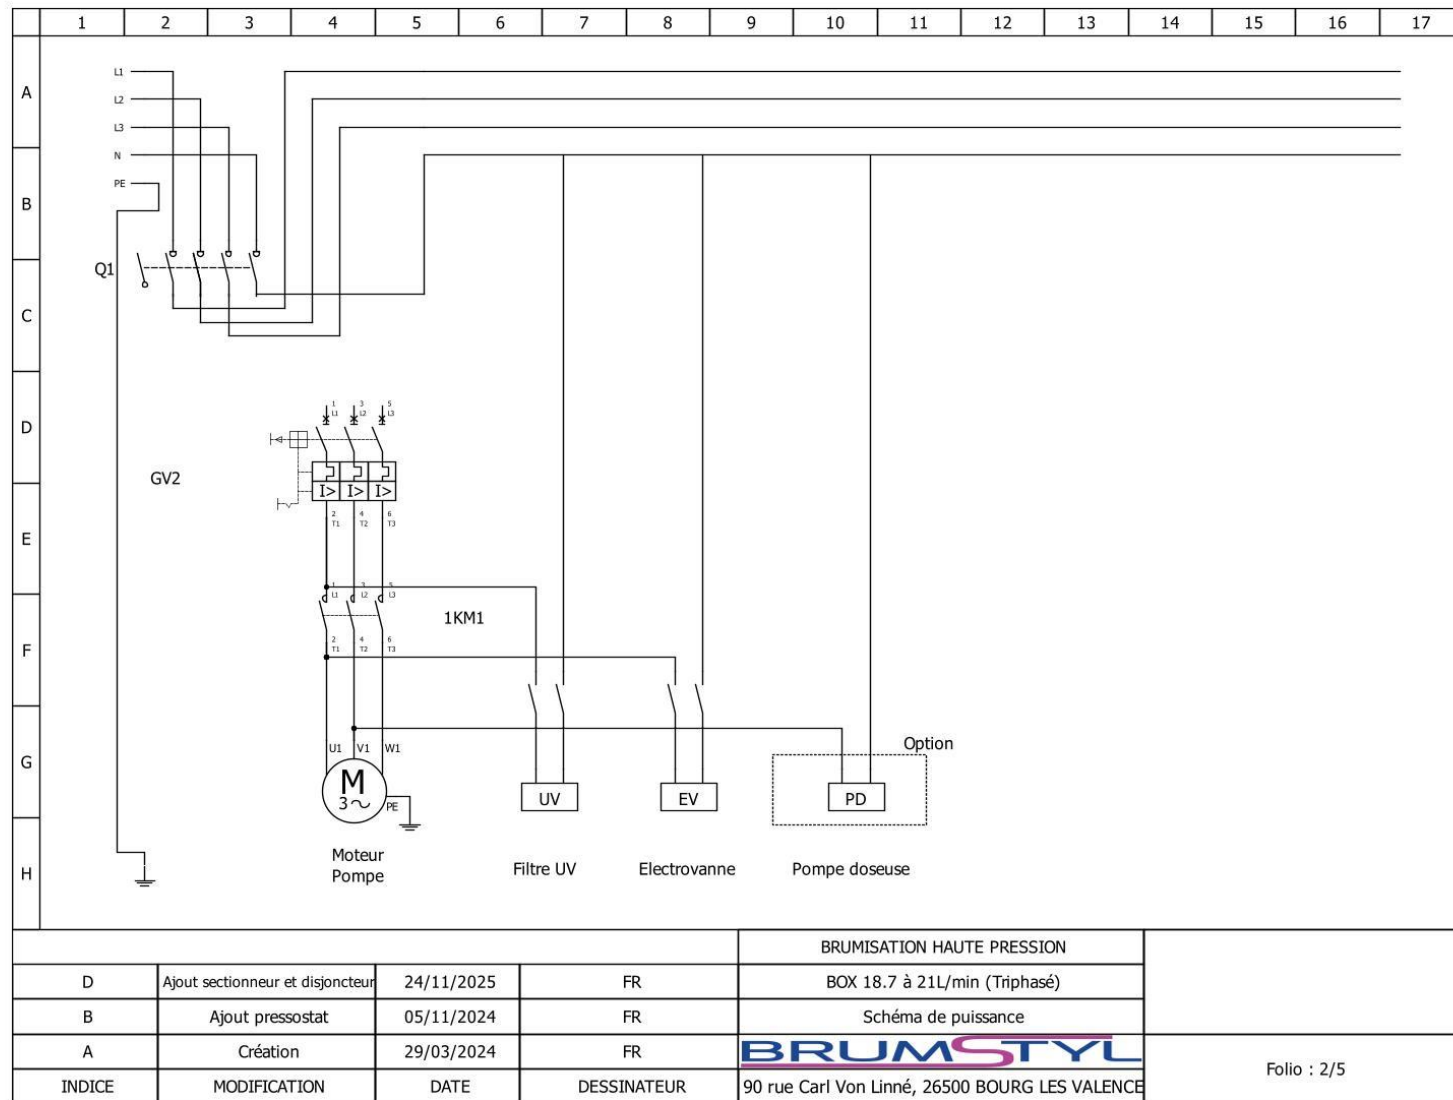 1 2 3 4 5 6 7 8 9 10 11 12 13 14 15 16 17
A
B
C
D
E
F
G
H
L1
L2
L3
N
PE
Q1
1 3 5
L1 L2 L3
GV2
I> I> I>
2 4 6
T1 T2 T3
1 3 5
L1 L2 L3
1KM1
2 4 6
T1 T2 T3
U1 V1 W1
Option
M
3~
PE
UV
EV
PD
Moteur
Pompe
Filtre UV
Electrovanne
Pompe doseuse
BRUMISATION HAUTE PRESSION
D Ajout sectionneur et disjoncteur 24/11/2025 FR BOX 18.7 à 21L/min (Triphasé)
B Ajout pressostat 05/11/2024 FR Schéma de puissance
A Création 29/03/2024 FR BRUMSTYL
INDICE MODIFICATION DATE DESSINATEUR 90 rue Carl Von Linné, 26500 BOURG LES VALENCE
Folio : 2/5